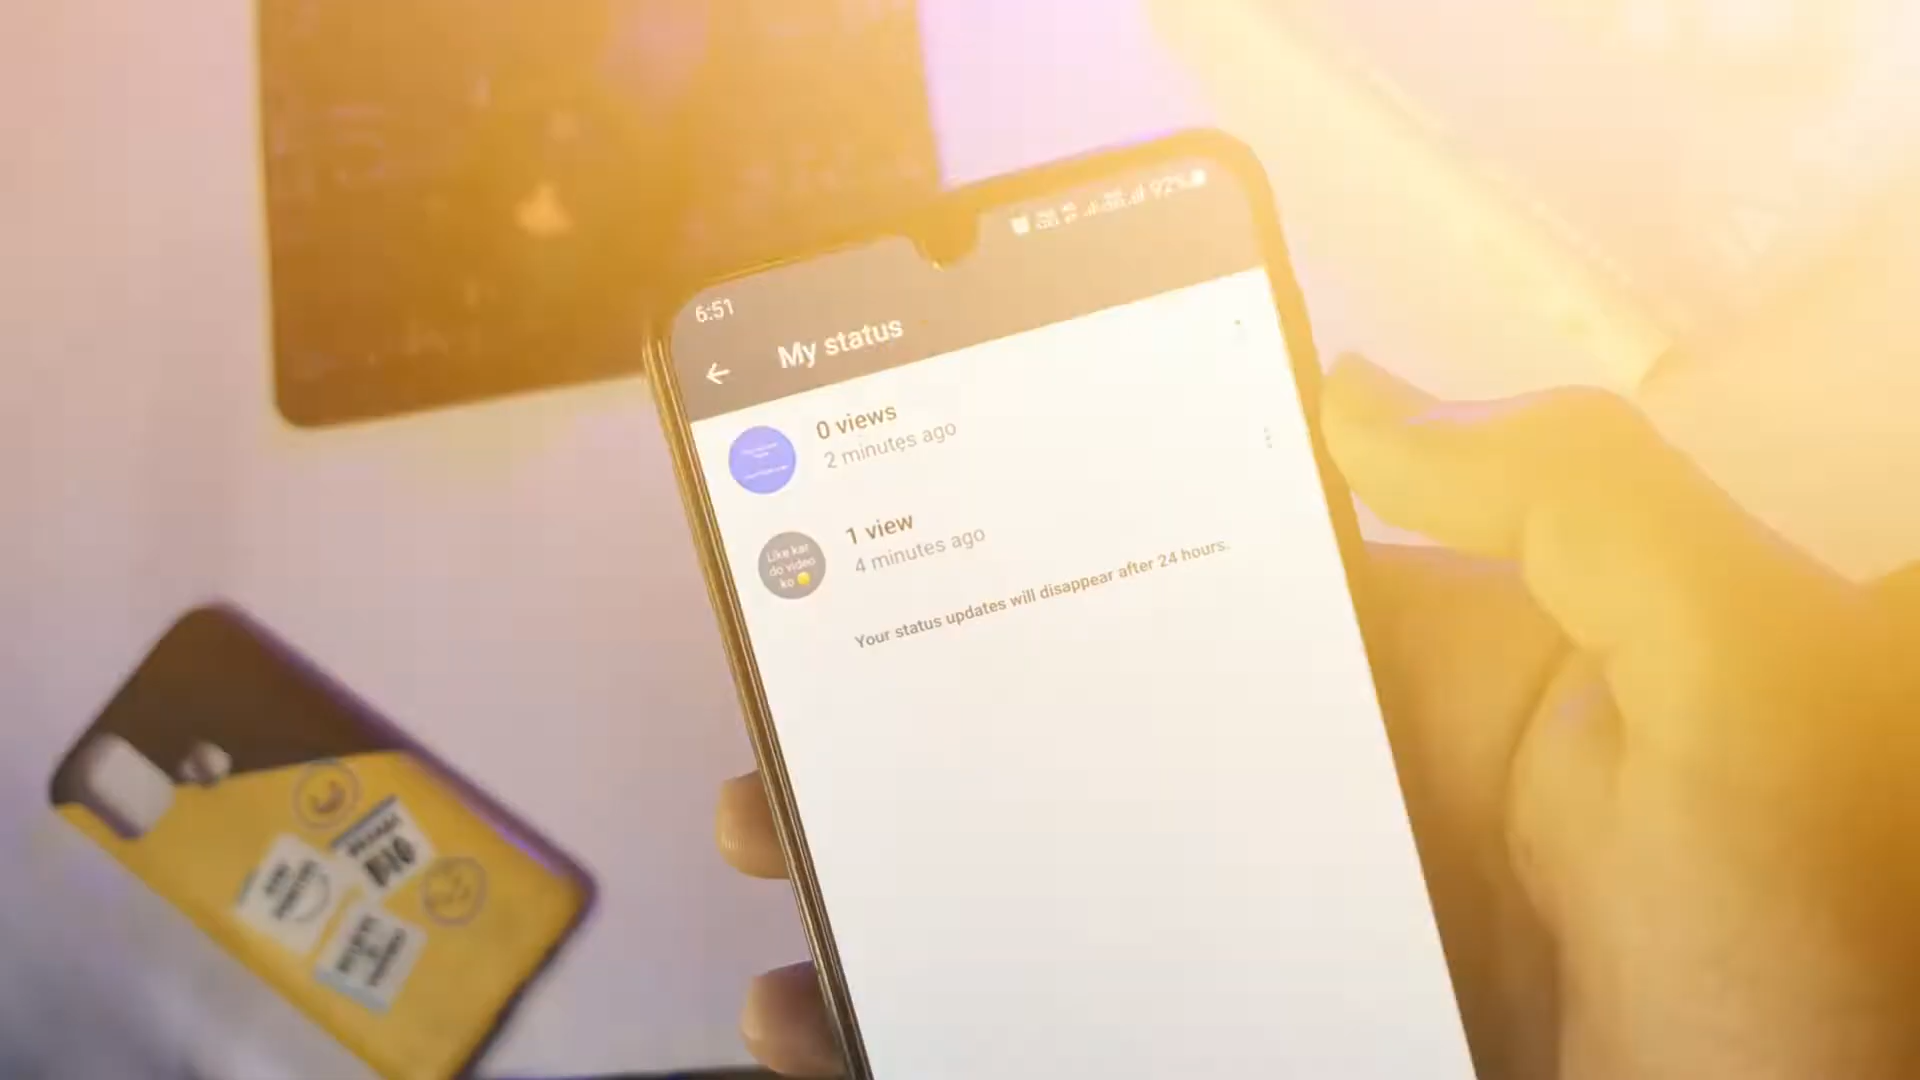 92%
6:51
My status
0 views
2 minutes ago
1 view
4 minutes ago
Like kar
do video
ko
Your status updates will disappear after 24 hours.